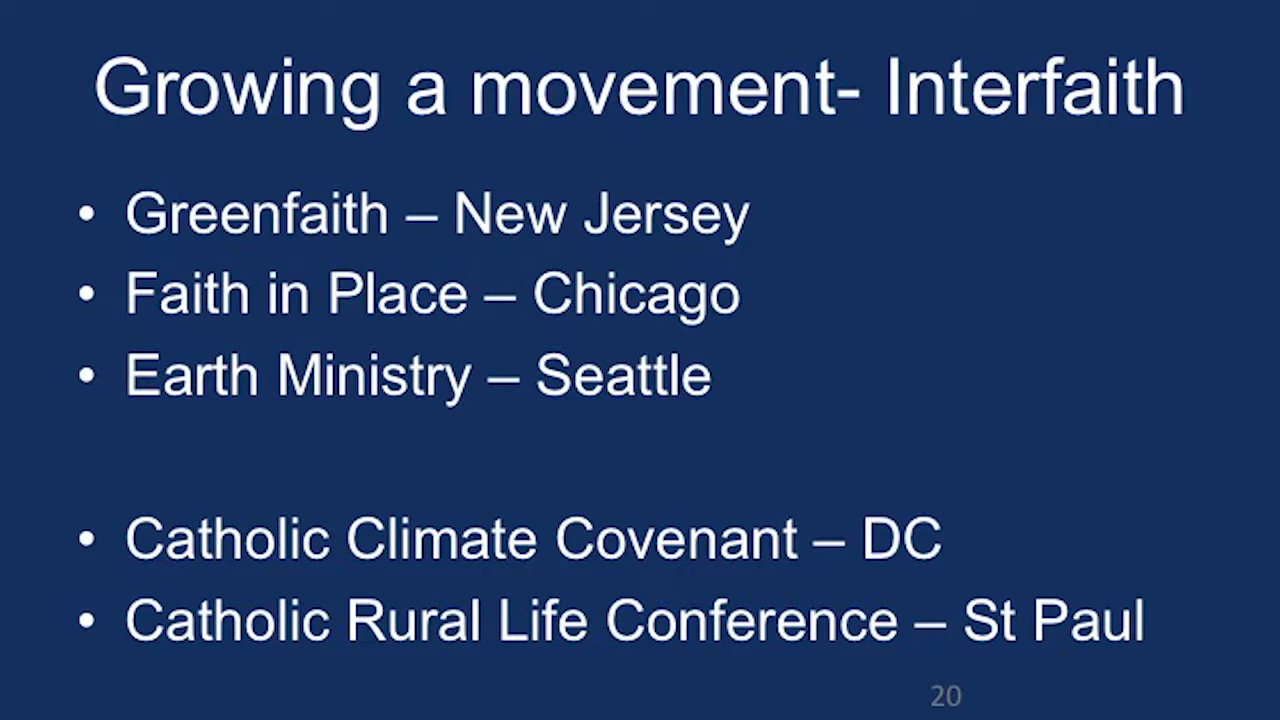 Growing a movement- Interfaith
• Greenfaith – New Jersey
• Faith in Place – Chicago
• Earth Ministry – Seattle
• Catholic Climate Covenant – DC
• Catholic Rural Life Conference – St Paul
20